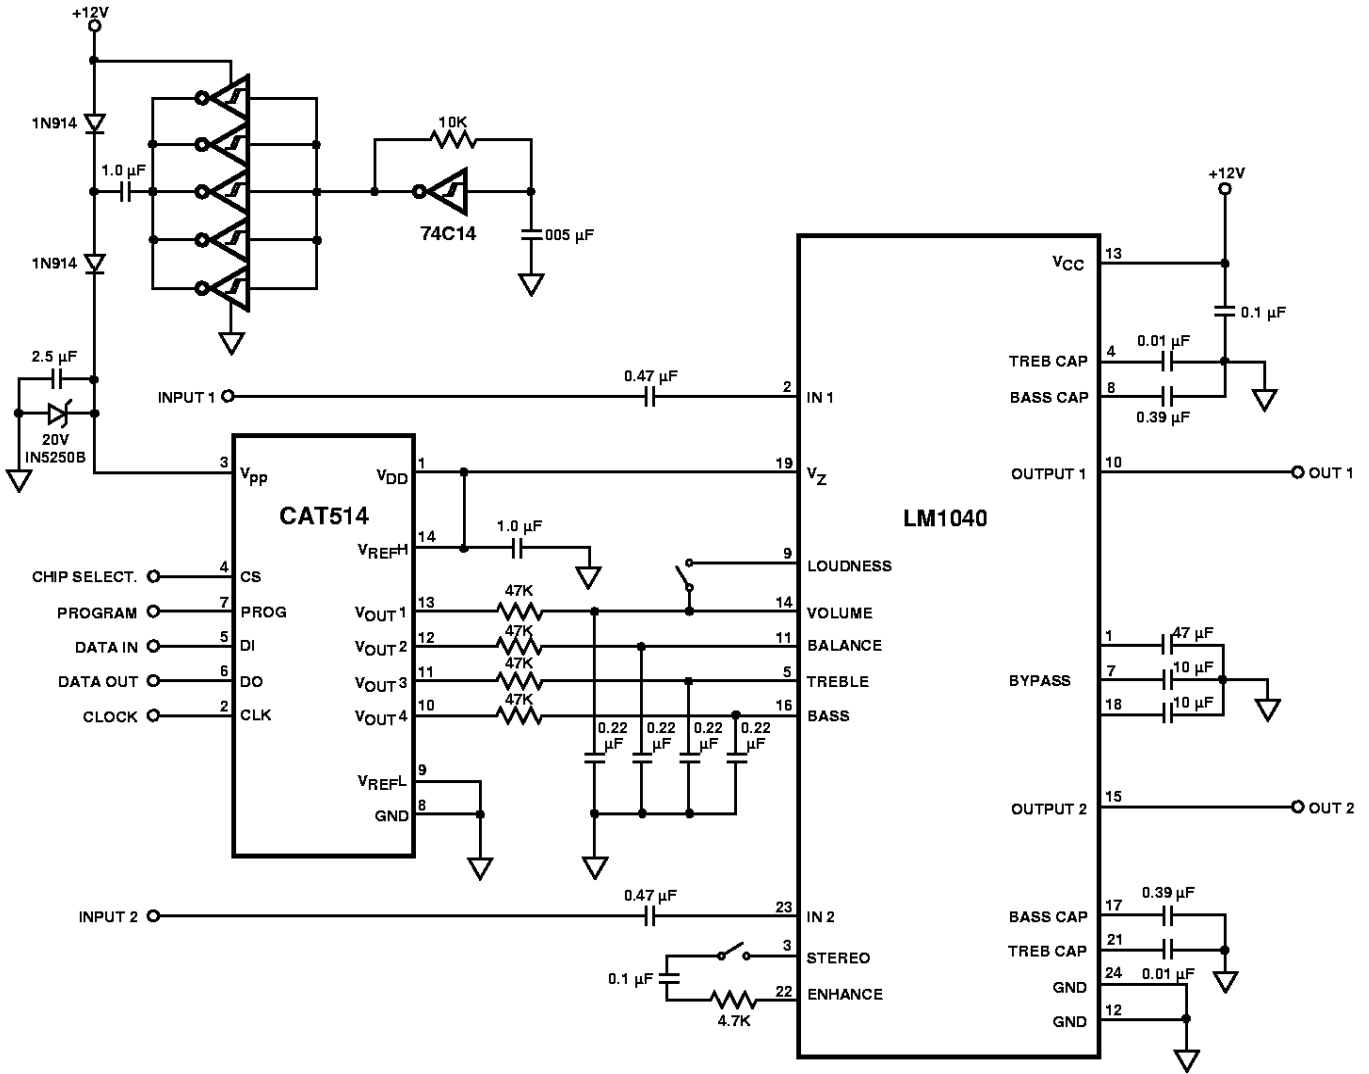 +12V
1N914
1.0 µF
10K
74C14
005 µF
1N914
2.5 µF
20V
IN5250B
+12V
VCC
13
0.1 µF
TREB CAP
4
0.01 µF
BASS CAP
8
0.39 µF
INPUT 1
0.47 µF
2
IN 1
3
VPP
CAT514
VDD
1
19
VZ
LM1040
OUTPUT 1
10
OUT 1
VREFH
14
1.0 µF
9
LOUDNESS
CHIP SELECT.
4
CS
PROGRAM
7
PROG
VOUT1
13
47K
14
VOLUME
DATA IN
5
DI
VOUT2
12
47K
11
BALANCE
DATA OUT
6
DO
VOUT3
11
47K
5
TREBLE
CLOCK
2
CLK
VOUT4
10
47K
16
BASS
1
47 µF
BYPASS
7
10 µF
18
10 µF
0.22
µF
0.22
µF
0.22
µF
0.22
µF
VREFL
9
GND
8
OUTPUT 2
15
OUT 2
INPUT 2
0.47 µF
23
IN 2
BASS CAP
17
0.39 µF
3
STEREO
TREB CAP
21
0.01 µF
0.1 µF
4.7K
22
ENHANCE
GND
24
GND
12